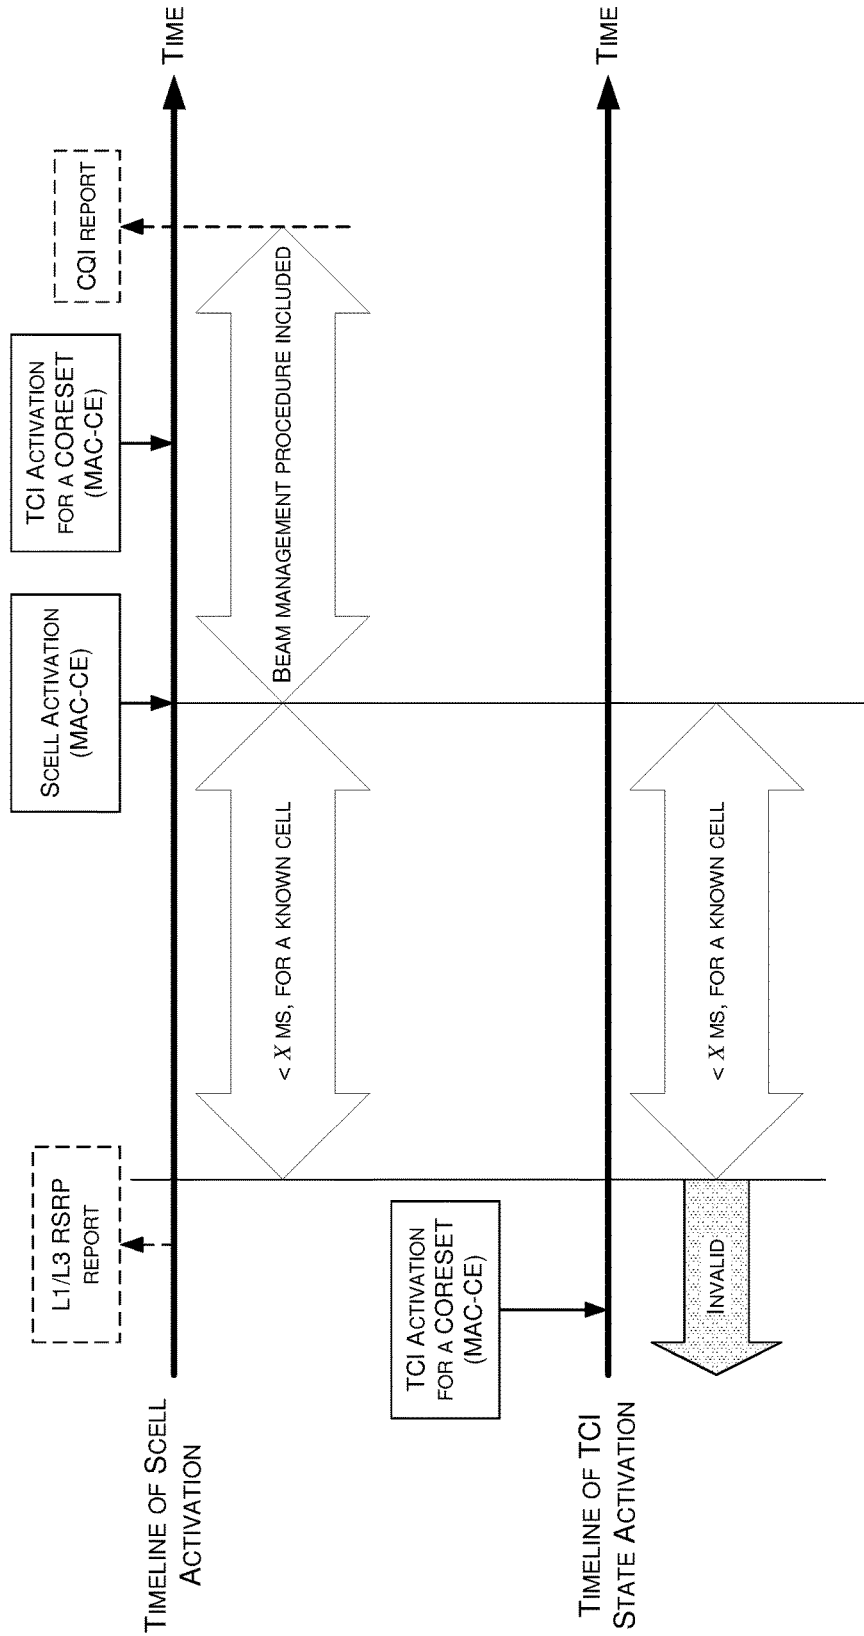 TIMELINE OF SCELL
ACTIVATION
L1/L3 RSRP
REPORT
SCELL ACTIVATION
(MAC-CE)
TCI ACTIVATION
FOR A CORESET
(MAC-CE)
CQI REPORT
TIME
< X MS, FOR A KNOWN CELL
BEAM MANAGEMENT PROCEDURE INCLUDED
TIMELINE OF TCI
STATE ACTIVATION
TCI ACTIVATION
FOR A CORESET
(MAC-CE)
TIME
INVALID
< X MS, FOR A KNOWN CELL